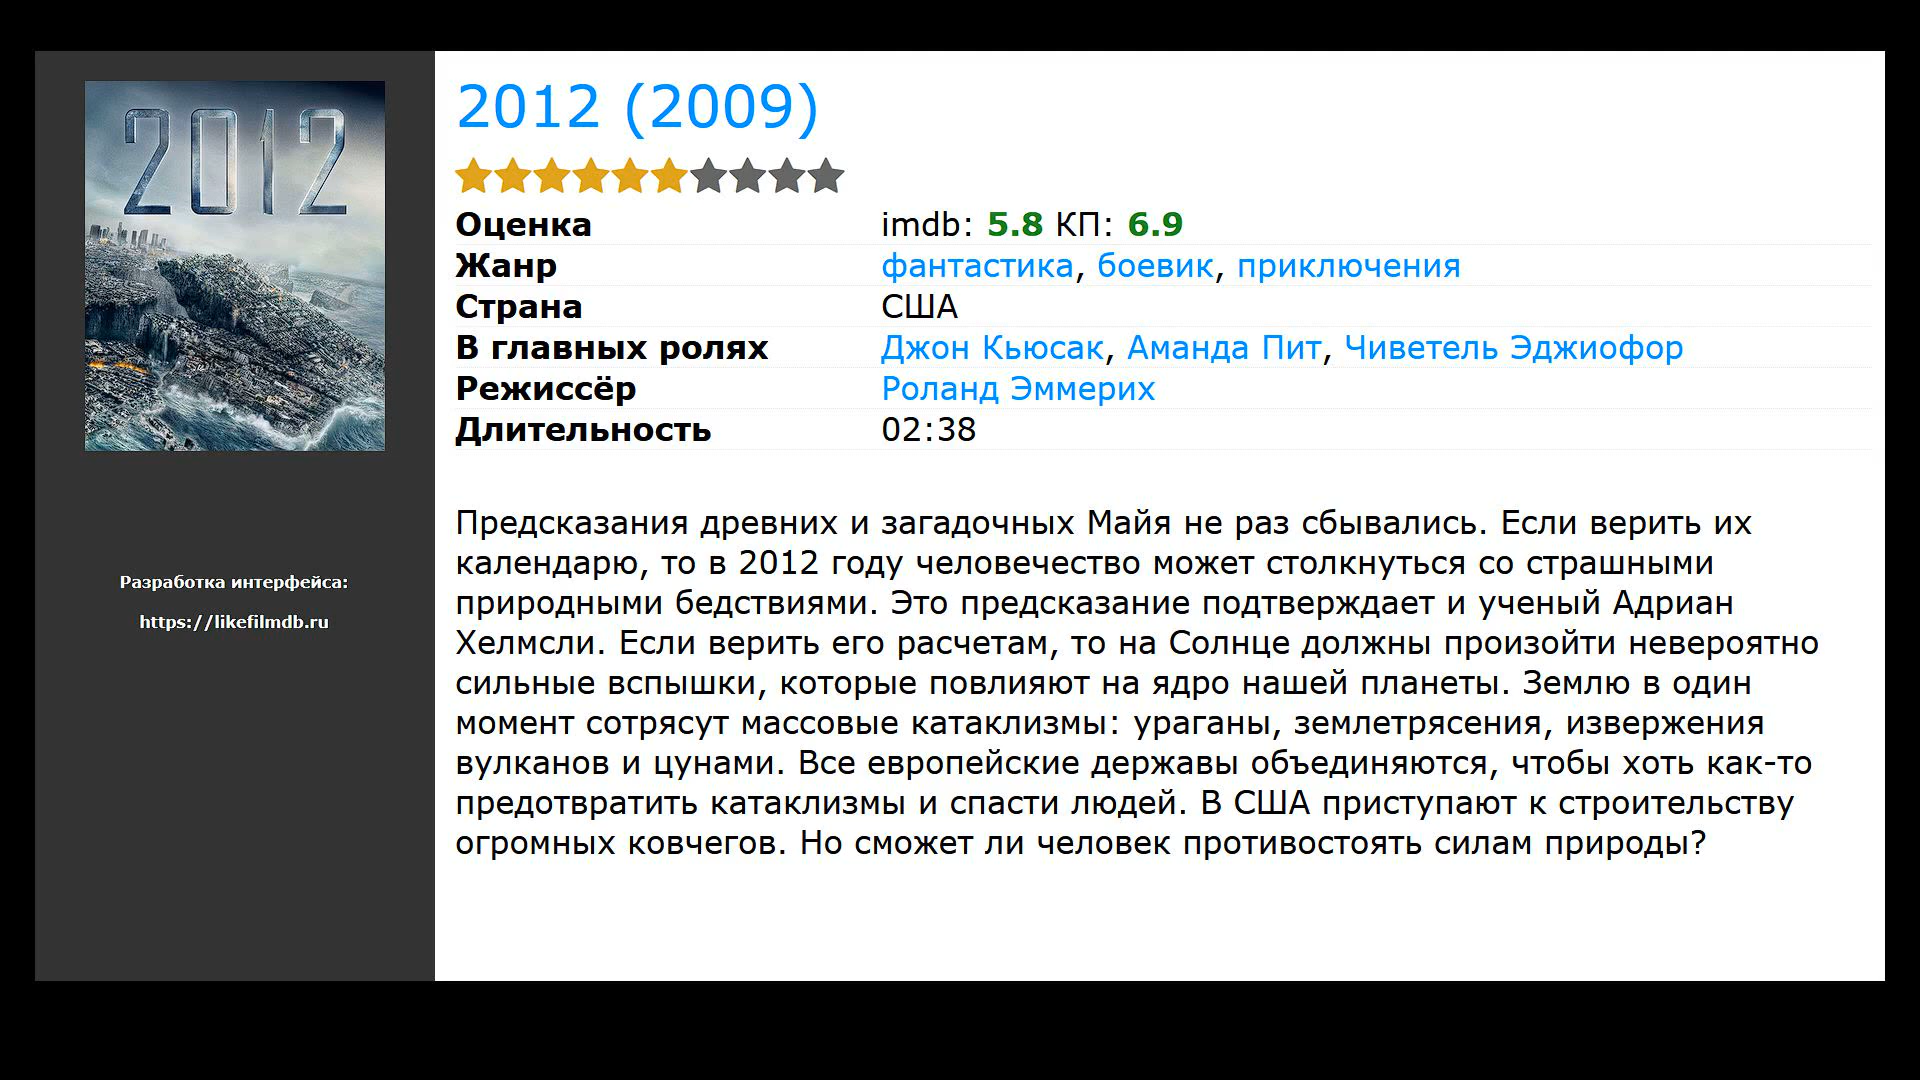 2012
Разработка интерфейса:
https://likefilmdb.ru
2012 (2009)
Оценка imdb: 5.8 КП: 6.9
Жанр фантастика, боевик, приключения
Страна США
В главных ролях Джон Кьюсак, Аманда Пит, Чиветель Эджиофор
Режиссёр Роланд Эммерих
Длительность 02:38
Предсказания древних и загадочных Майя не раз сбывались. Если верить их
календарю, то в 2012 году человечество может столкнуться со страшными
природными бедствиями. Это предсказание подтверждает и ученый Адриан
Хелмсли. Если верить его расчетам, то на Солнце должны произойти невероятно
сильные вспышки, которые повлияют на ядро нашей планеты. Землю в один
момент сотрясут массовые катаклизмы: ураганы, землетрясения, извержения
вулканов и цунами. Все европейские державы объединяются, чтобы хоть как-то
предотвратить катаклизмы и спасти людей. В США приступают к строительству
огромных ковчегов. Но сможет ли человек противостоять силам природы?